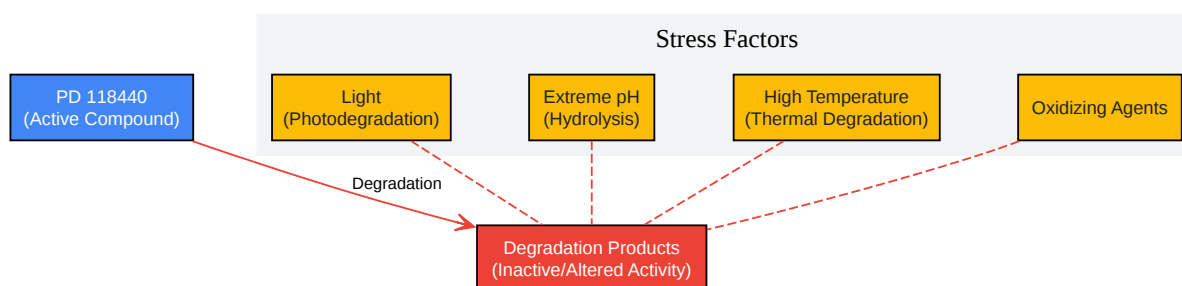 Stress Factors
PD 118440
(Active Compound)
Light
(Photodegradation)
Extreme pH
(Hydrolysis)
High Temperature
(Thermal Degradation)
Oxidizing Agents
Degradation
Degradation Products
(Inactive/Altered Activity)